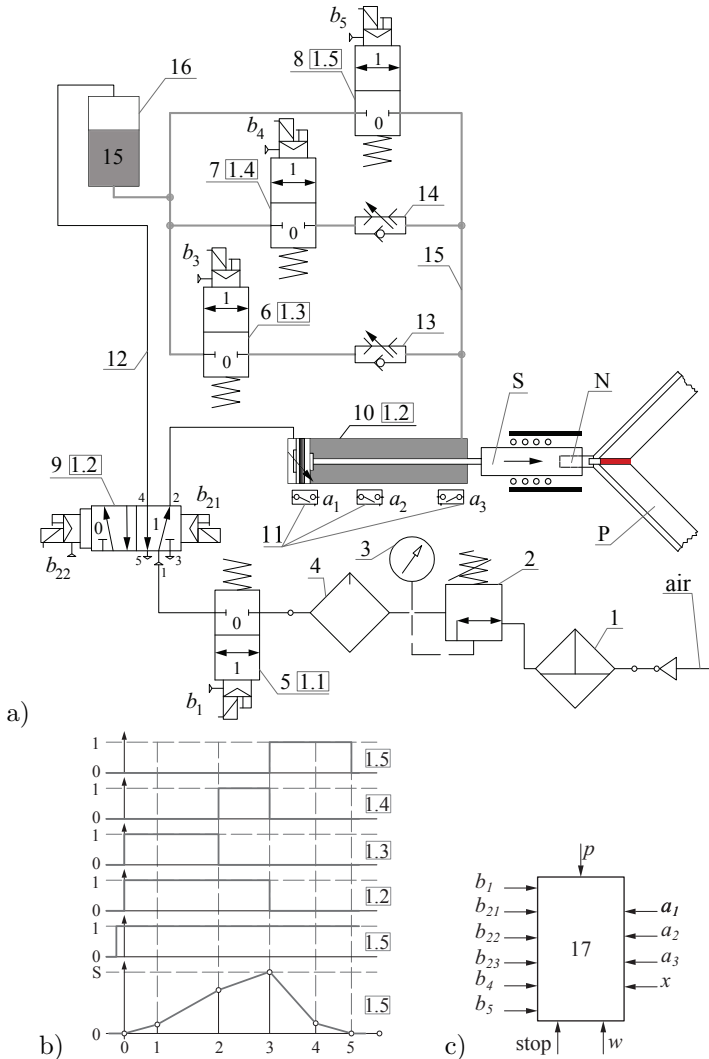 b5
16
8 1.5
1
0
b4
15
7 1.4
1
0
14
b3
15
1
6 1.3
0
13
12
10 1.2
S
N
9 1.2
4 2
b21
a1
a2
a3
0
1
11
P
b22
5
1
3
3
4
2
0
air
1
1
5 1.1
b1
a)
1
0
1.5
1
0
1.4
1
0
1.3
1
0
1.2
1
0
1.5
S
0
1.5
0 1 2 3 4 5
b)
p
b1
b21
b22
b23
b4
b5
17
a1
a2
a3
x
stop
w
c)